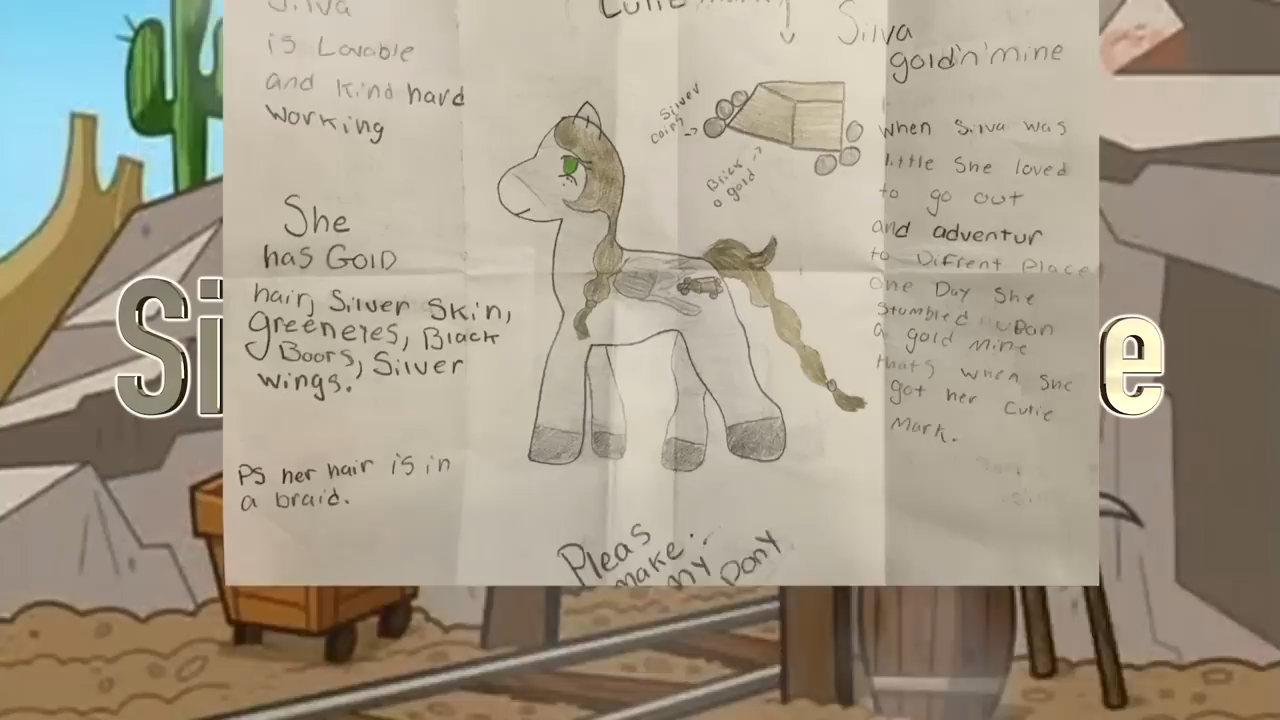 Silva
is Lovable
and kind hard
working
She
has GOlD
hair, Silver Skin,
greeneyes, Black
Boots, Silver
wings.
PS her hair is in
a braid.
Cutie mark
Silver
coins
Brick
o gold
Silva
gold'n'mine
when Silva was
little She loved
to go out
and adventur
to Diffrent Place
One Day She
stumbled upon
a gold mine
thats when She
got her Cutie
Mark.
Pleas
make
my pony
Si
e